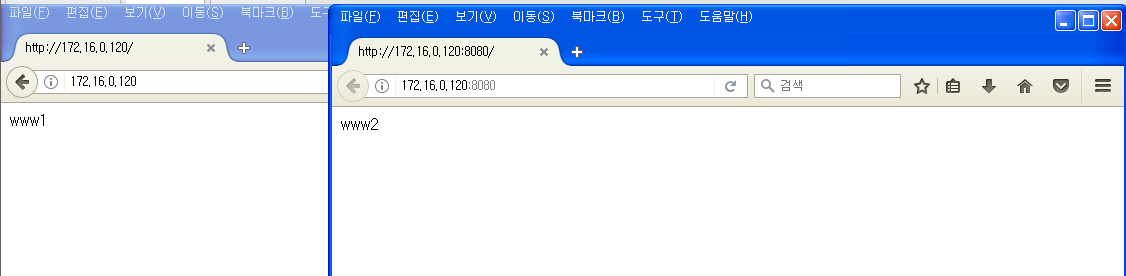 파일(F) 편집(E) 보기(V) 이동(S) 북마크(B)
http://172.16.0.120/
172.16.0.120
www1
파일(F) 편집(E) 보기(V) 이동(S) 북마크(B) 도구(T) 도움말(H)
http://172.16.0.120:8080/
172.16.0.120:8080 검색
www2